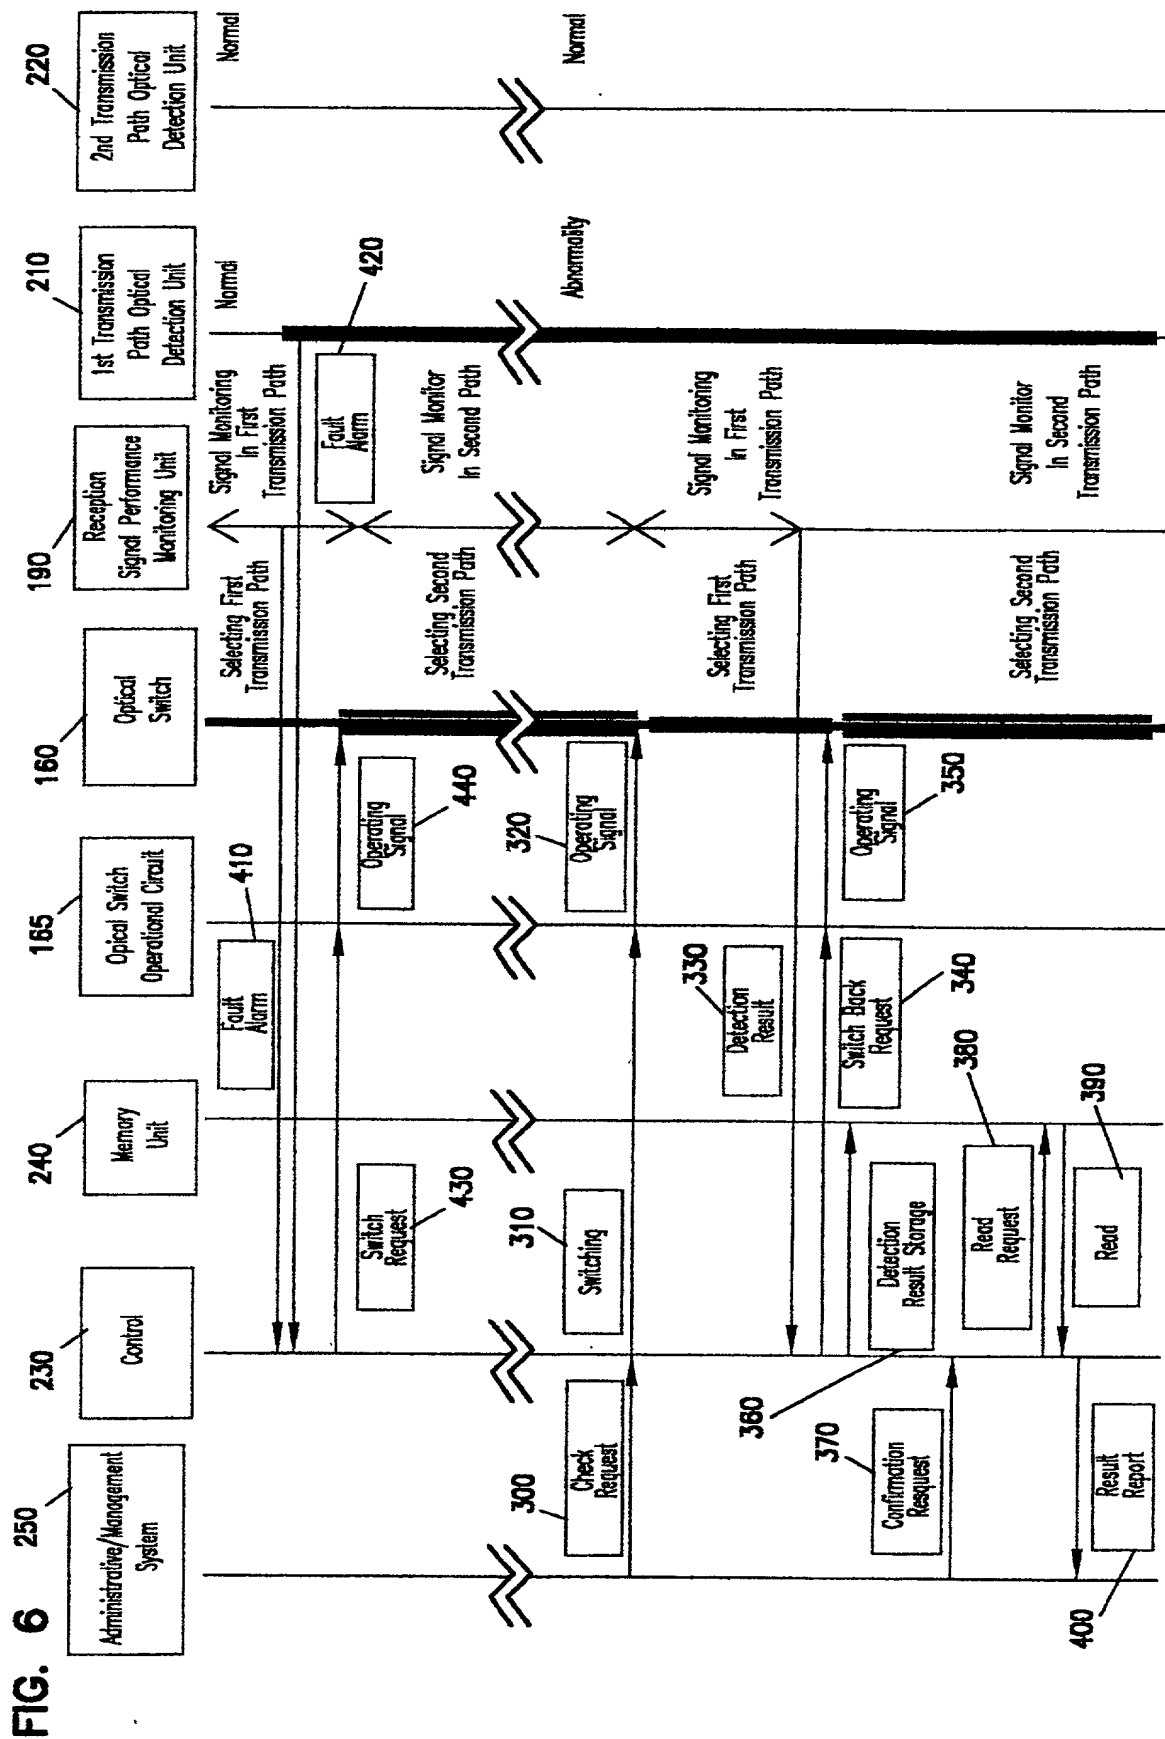 FIG. 6
250
Administrative/Management
System
230
Control
240
Memory
Unit
165
Opical Switch
Operational Circuit
160
Optical
Switch
190
Reception
Signal Performance
Monitoring Unit
210
1st Transmission
Path Optical
Detection Unit
220
2nd Transmission
Path Optical
Detection Unit
Fault
Alarm
410
Selecting First
Transmission Path
Signal Monitoring
In First
Transmission Path
Normal
Normal
Fault
Alarm
420
Switch
Request
430
Operating
Signal
440
Selecting Second
Transmission Path
Signal Monitor
In Second Path
300
Check
Request
310
Switching
320
Operating
Signal
Abnormality
Normal
330
Detection
Result
Selecting First
Transmission Path
Signal Monitoring
In First
Transmission Path
Switch Back
Request
340
Operating
Signal
350
360
Detection
Result Storage
370
Confirmation
Resquest
Read
Request
380
Selecting Second
Transmission Path
Signal Monitor
In Second
Transmission Path
Read
390
Result
Report
400